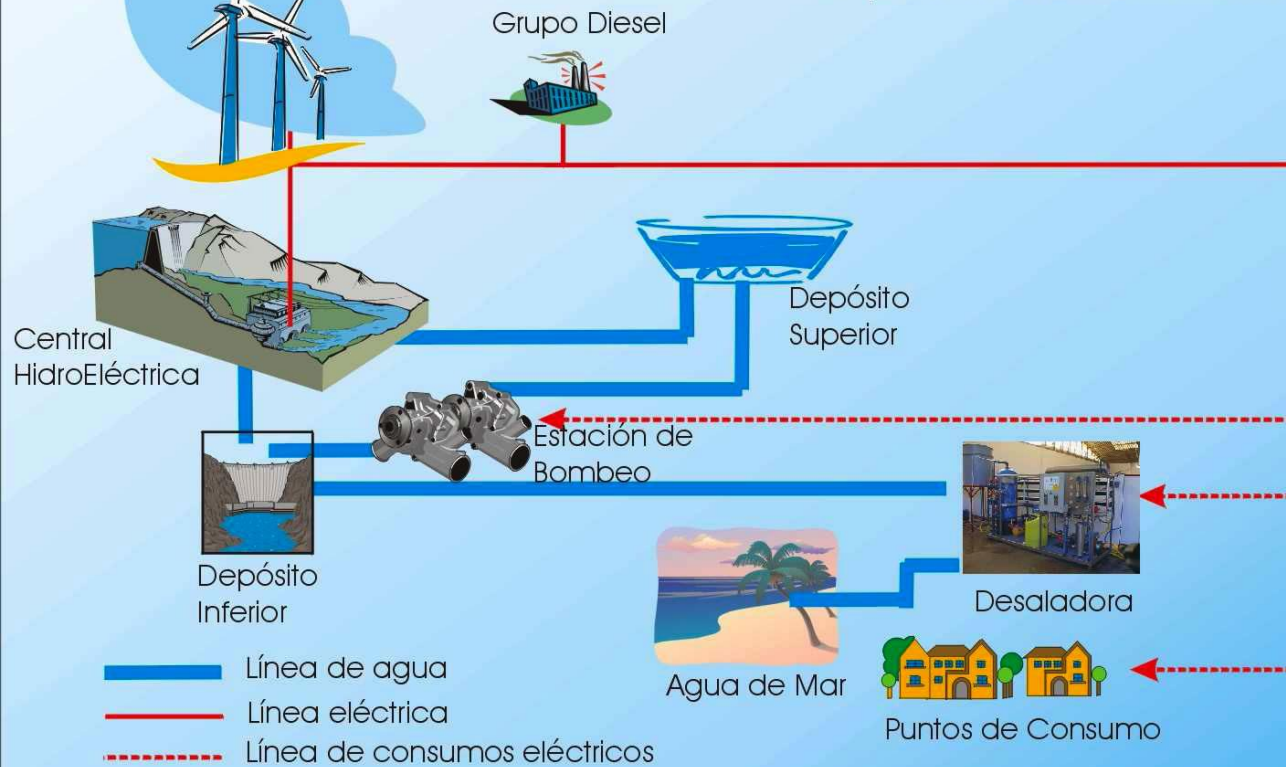 Grupo Diesel
Depósito
Superior
Central
HidroEléctrica
Estación de
Bombeo
Depósito
Inferior
Desaladora
Línea de agua
Agua de Mar
Línea eléctrica
Puntos de Consumo
Línea de consumos eléctricos